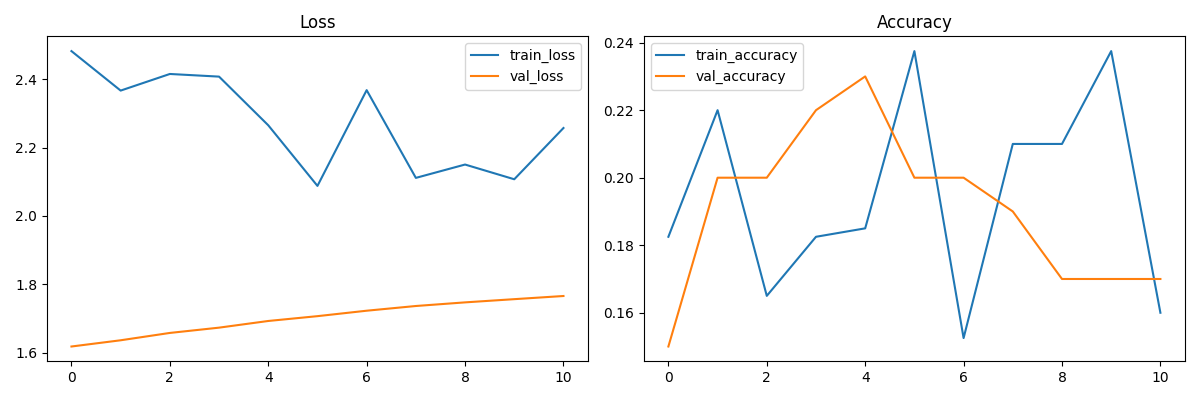 Loss
train_loss
val_loss
2.4
2.2
2.0
1.8
1.6
0 2 4 6 8 10
Accuracy
train_accuracy
val_accuracy
0.24
0.22
0.20
0.18
0.16
0 2 4 6 8 10